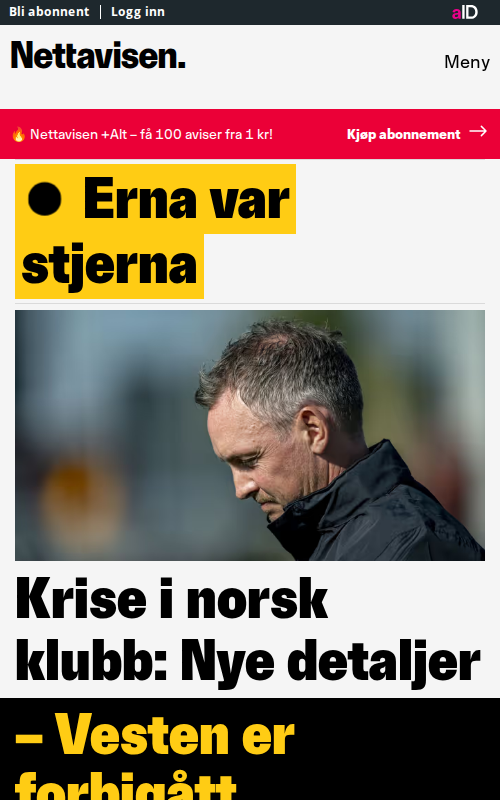 Bli abonnent
Logg inn
aID
Nettavisen.
Meny
🔥 Nettavisen +Alt – få 100 aviser fra 1 kr!
Kjøp abonnement →
● Erna var
stjerna
Krise i norsk
klubb: Nye detaljer
– Vesten er
forbigått